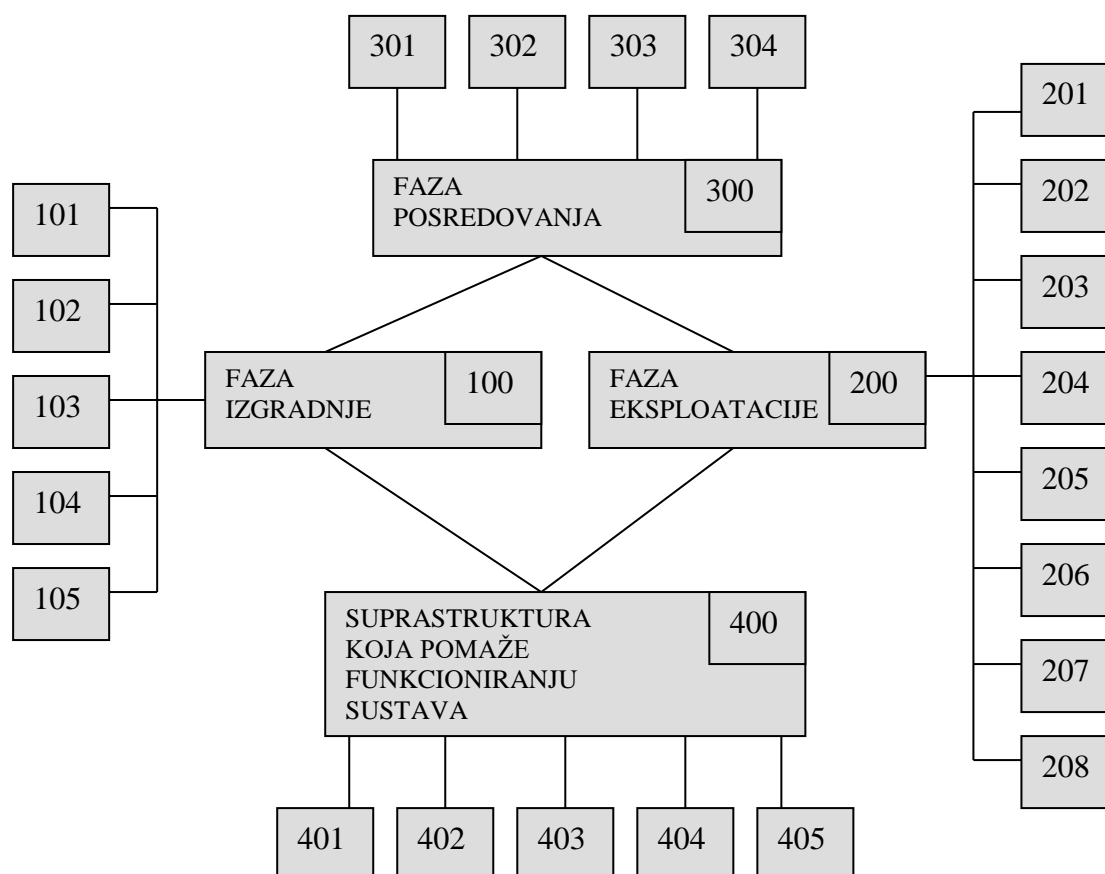 301
302
303
304
FAZA
POSREDOVANJA
300
101
102
103
104
105
FAZA
IZGRADNJE
100
FAZA
EKSPLOATACIJE
200
201
202
203
204
205
206
207
208
SUPRASTRUKTURA
KOJA POMAŽE
FUNKCIONIRANJU
SUSTAVA
400
401
402
403
404
405